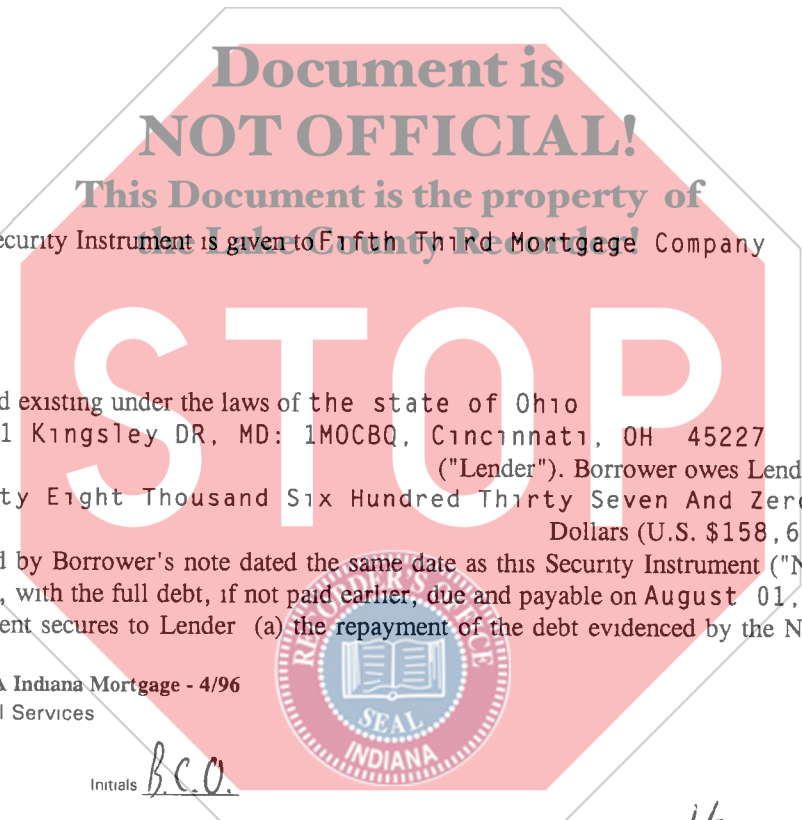 Document is
NOT OFFICIAL!
This Document is the property of
the Lake County Recorder!
ecurity Instrument is given to Fifth Third Mortgage Company
STOP
d existing under the laws of the state of Ohio
1 Kingsley DR, MD: 1MOCBQ, Cincinnati, OH 45227
("Lender"). Borrower owes Lend
ty Eight Thousand Six Hundred Thirty Seven And Zero
Dollars (U.S. $158,6
d by Borrower's note dated the same date as this Security Instrument ("N
, with the full debt, if not paid earlier, due and payable on August 01,
ent secures to Lender (a) the repayment of the debt evidenced by the N
RECORDER'S OFFICE
SEAL
INDIANA
A Indiana Mortgage - 4/96
l Services
Initials B.C.O.